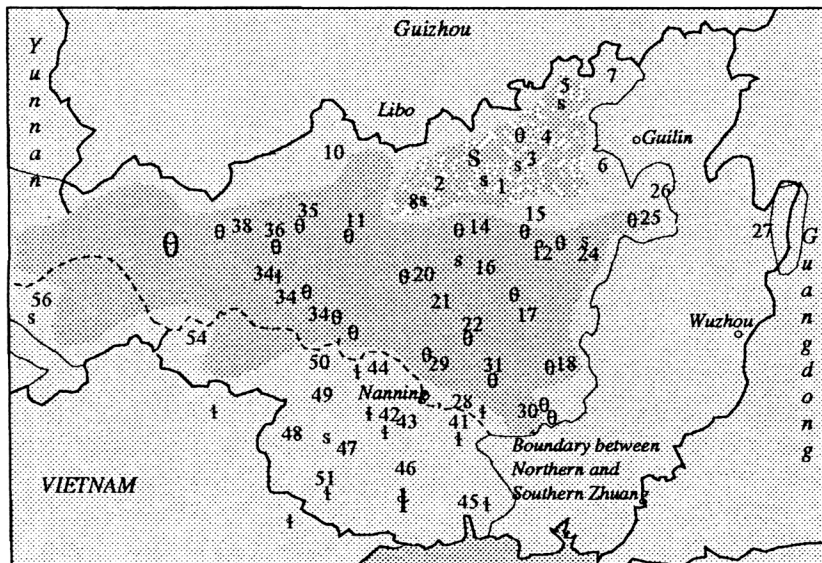 Guizhou
Yunnan
7
5
s
Libo
θ 4
Guilin
10
S
s 3
6
2
s 1
8 s
26
35
15
θ 38
36 θ
11
θ 14
θ
θ 25
27
Guangdong
θ
θ
θ
12
θ s
24
s 16
34 ɬ
θ 20
56
34 θ
21
θ
17
s
34 θ
22
Wuzhou
54
θ
θ
θ
29
50
44
31
θ 18
ɬ
θ
49
Nanning
28
ɬ
30 θ
θ
ɬ
ɬ 42
43
41
48
s
ɬ
ɬ
Boundary between
47
46
Northern and
VIETNAM
51
ɬ
Southern Zhuang
ɬ
45 ɬ
ɬ